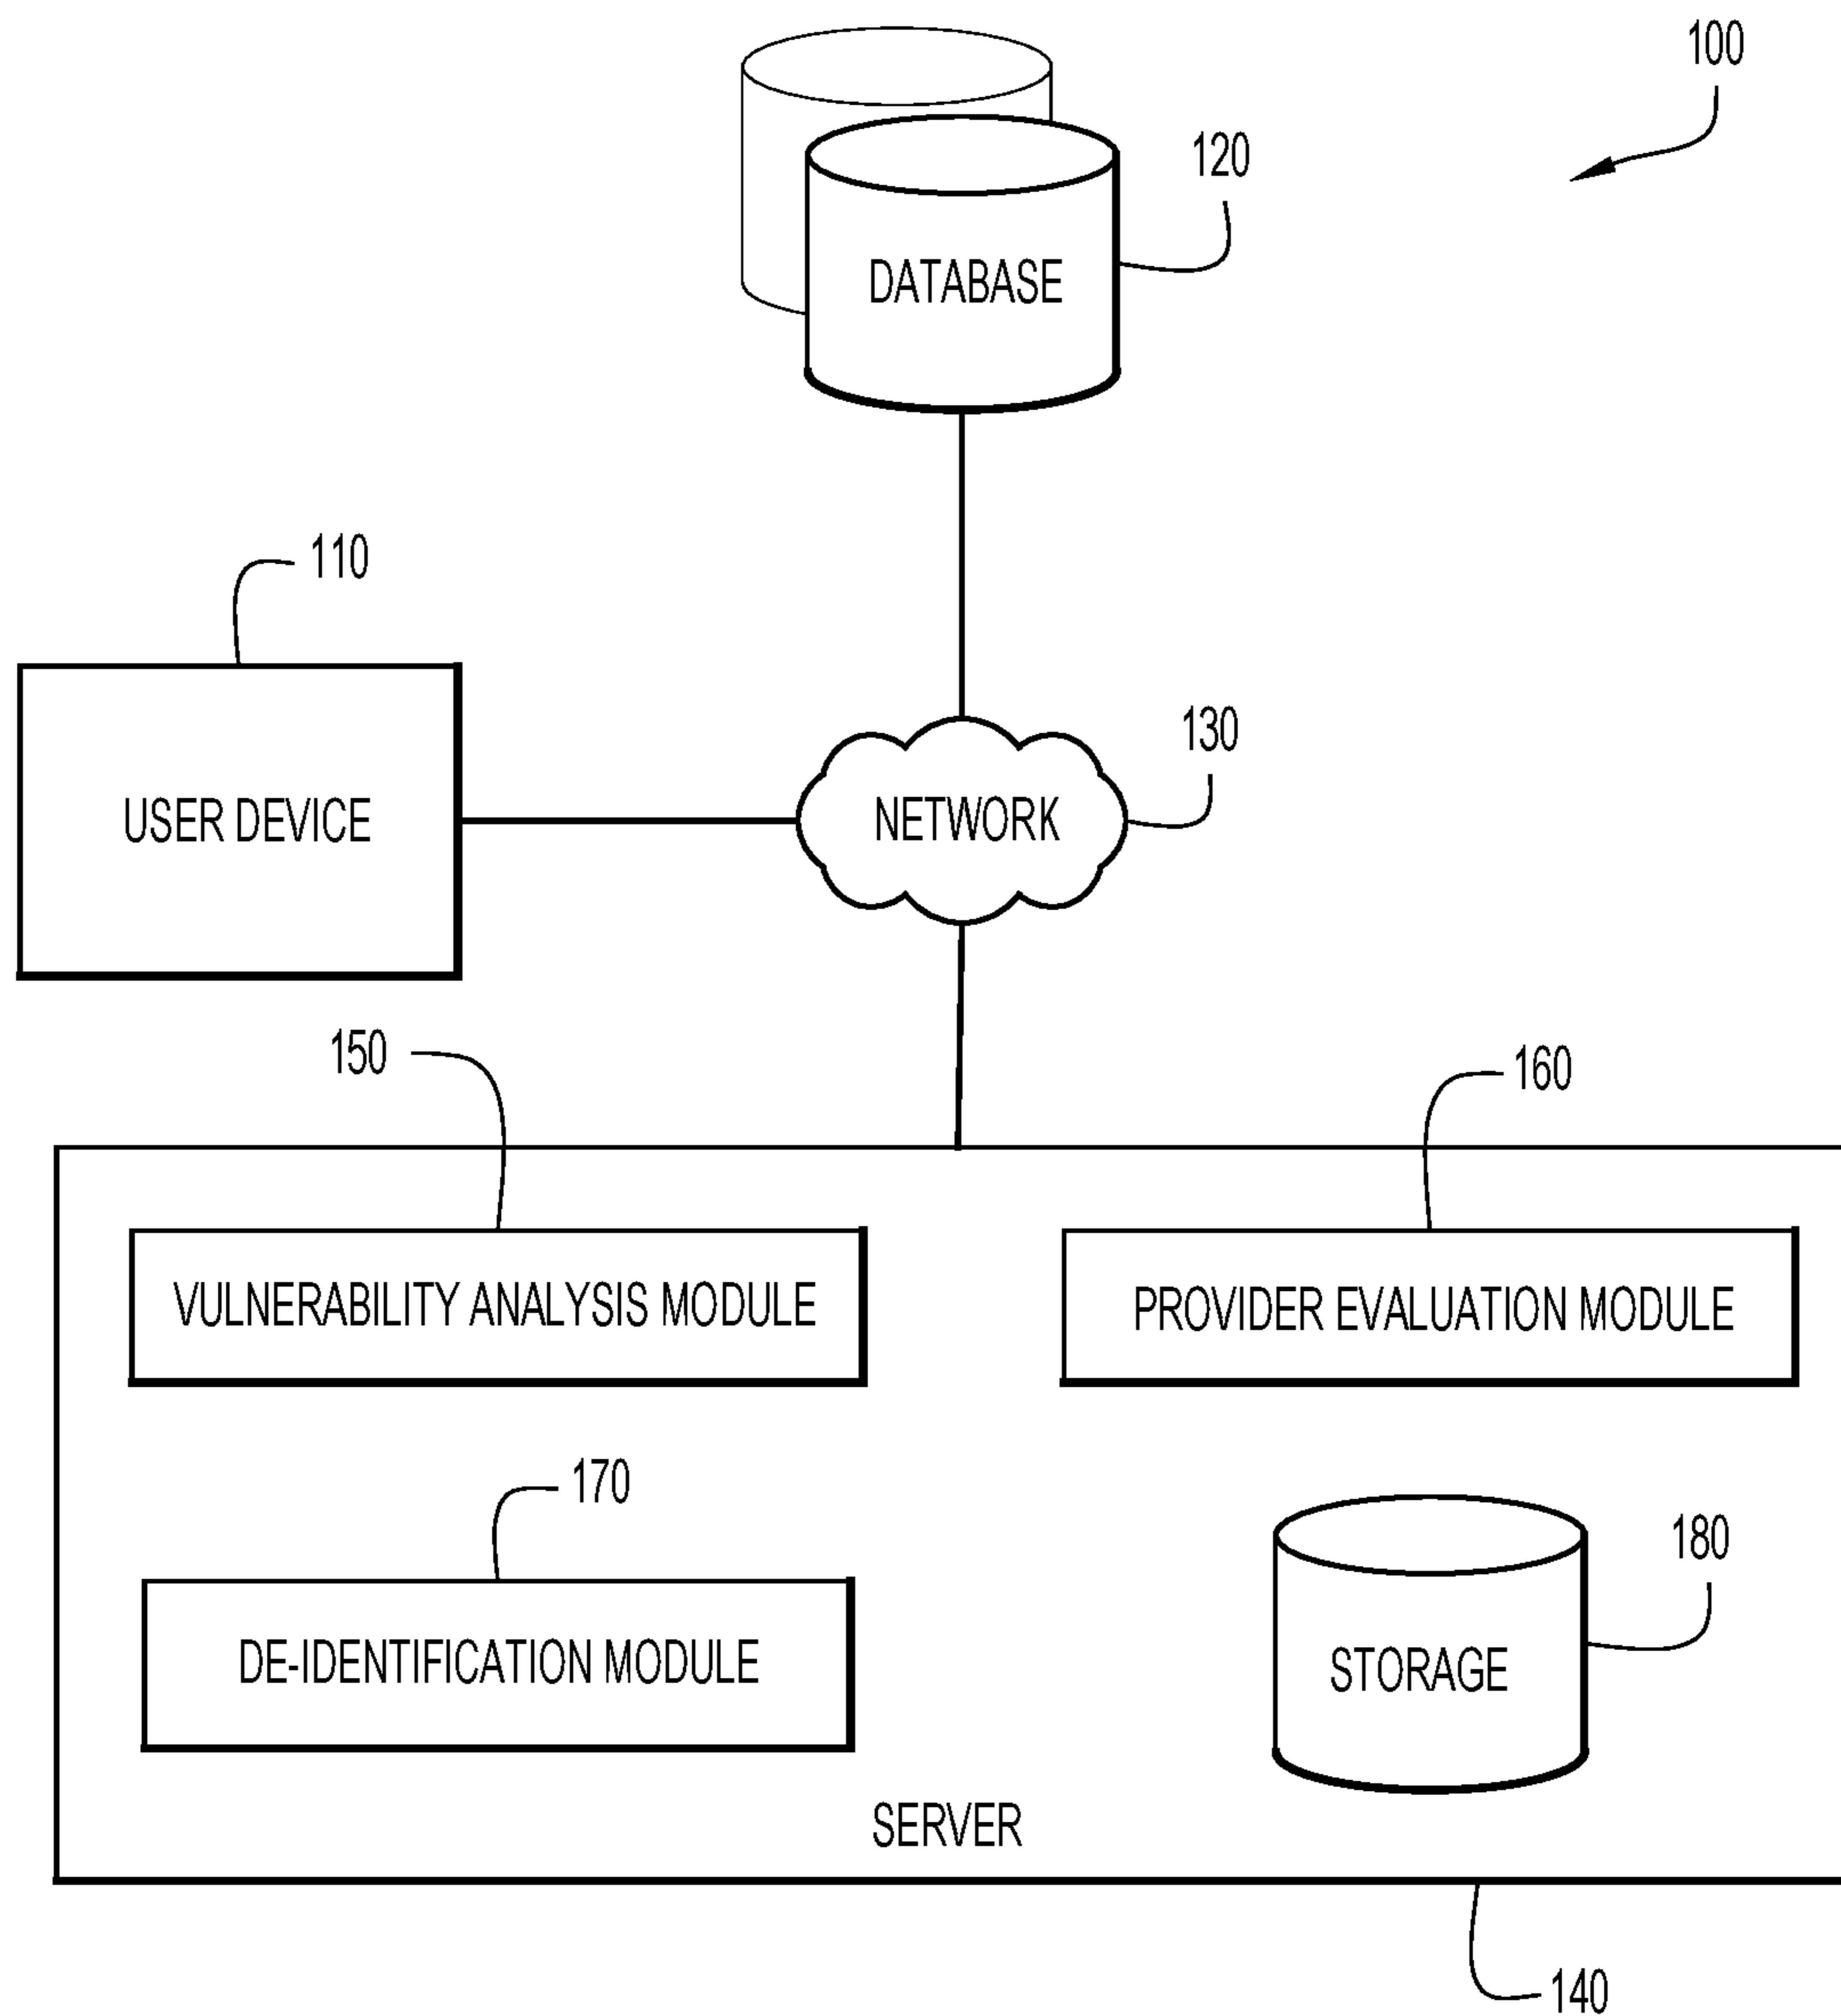 100
120
DATABASE
110
130
USER DEVICE
NETWORK
150
160
VULNERABILITY ANALYSIS MODULE
PROVIDER EVALUATION MODULE
170
180
DE-IDENTIFICATION MODULE
STORAGE
SERVER
140